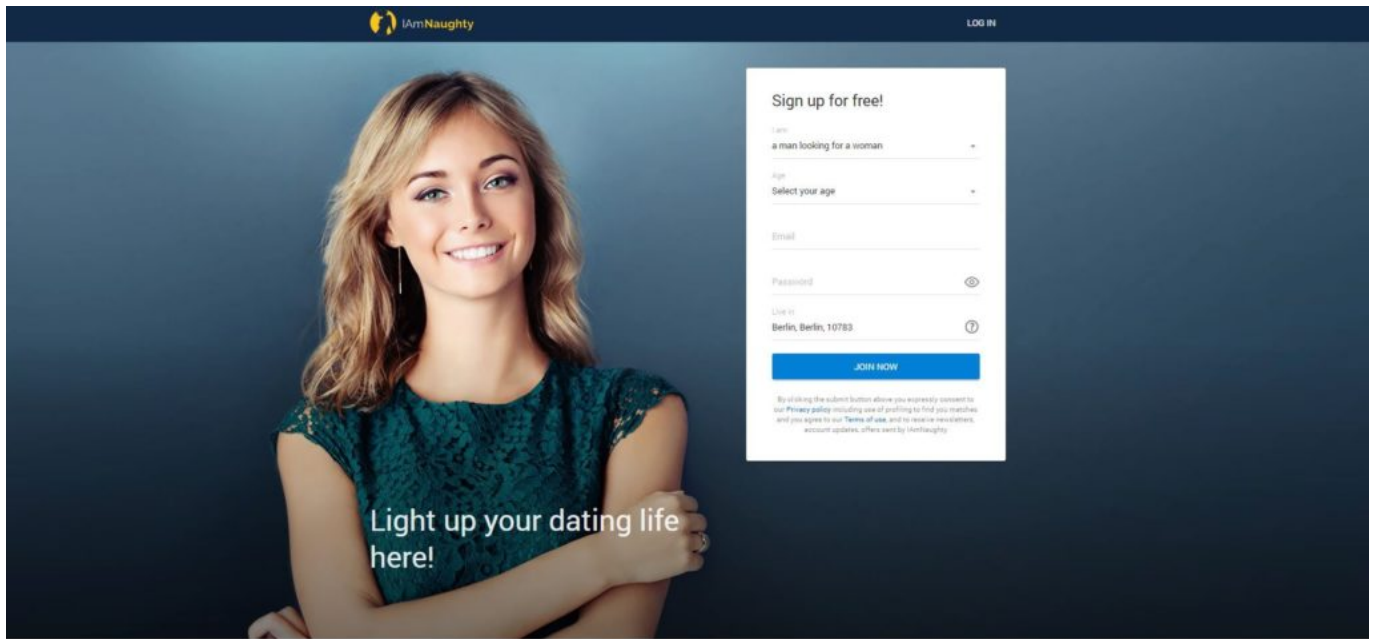 IAmNaughty
LOG IN
Sign up for free!
I am
a man looking for a woman
Age
Select your age
Email
Password
Live in
Berlin, Berlin, 10783
JOIN NOW
By clicking the submit button above you expressly consent to
our Privacy policy including use of profiling to find you matches
and you agree to our Terms of use, and to receive newsletters,
account updates, offers sent by IAmNaughty
Light up your dating life
here!